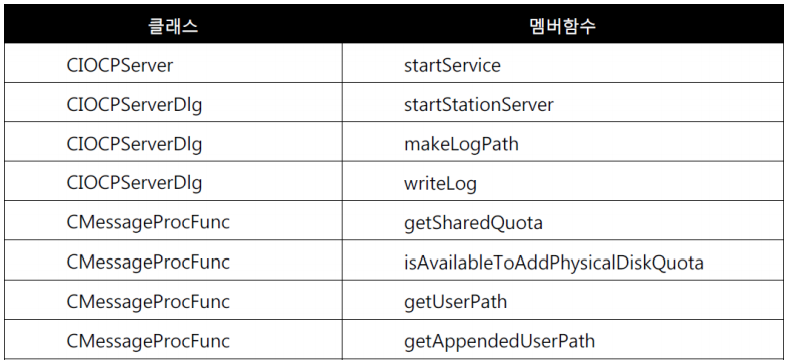 클래스 멤버함수
CIOCPServer startService
CIOCPServerDlg startStationServer
CIOCPServerDlg makeLogPath
CIOCPServerDlg writeLog
CMessageProcFunc getSharedQuota
CMessageProcFunc isAvailableToAddPhysicalDiskQuota
CMessageProcFunc getUserPath
CMessageProcFunc getAppendedUserPath